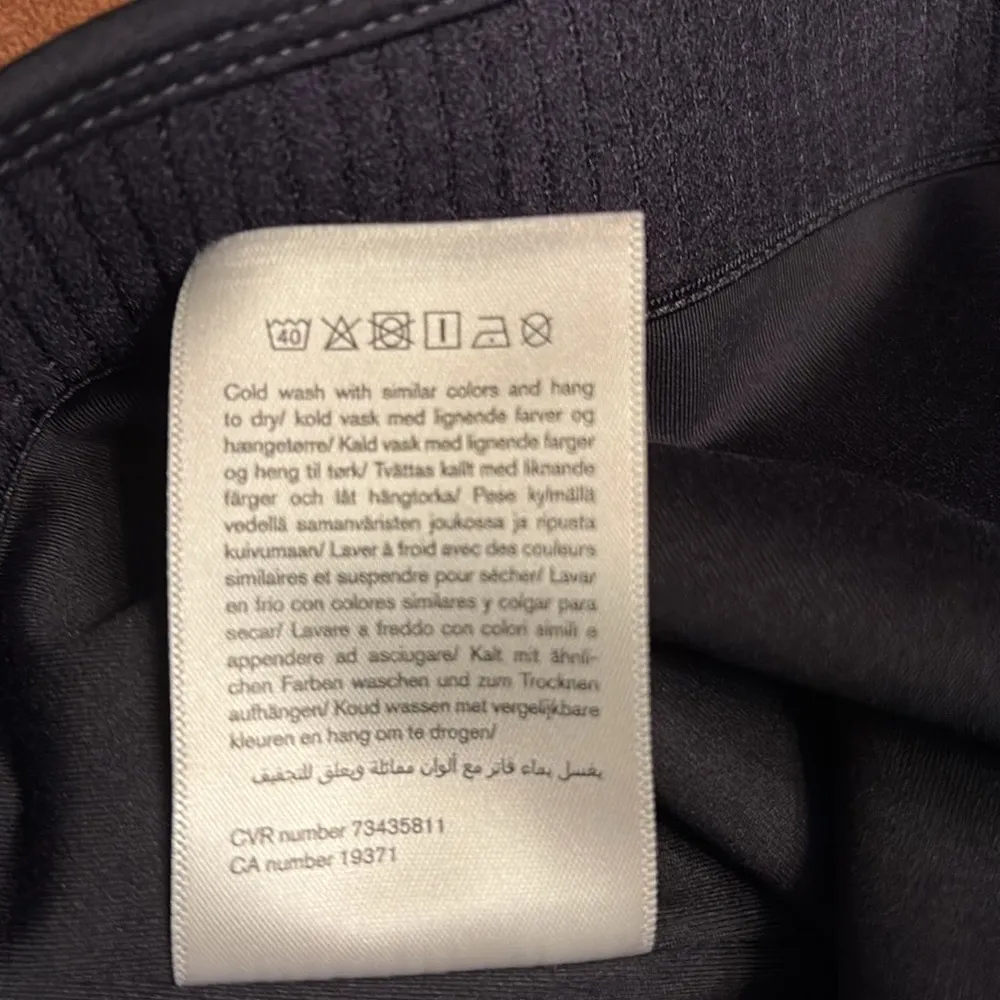 40
Cold wash with similar colors and hang
to dry/ kold vask med lignende farver og
hængetørre/ Kald vask med lignende farger
og heng til tørk/ Tvättas kallt med liknande
färger och låt hängtorka/ Pese kylmällä
vedellä samanväristen joukossa ja ripusta
kuivumaan/ Laver à froid avec des couleurs
similaires et suspendre pour sécher/ Lavar
en frio con colores similares y colgar para
secar/ Lavare a freddo con colori simili e
appendere ad asciugare/ Kalt mit ähnli-
chen Farben waschen und zum Trocknen
aufhängen/ Koud wassen met vergelijkbare
kleuren en hang om te drogen/
يغسل بماء فاتر مع ألوان مماثلة ويعلق للتجفيف
CVR number 73435811
CA number 19371